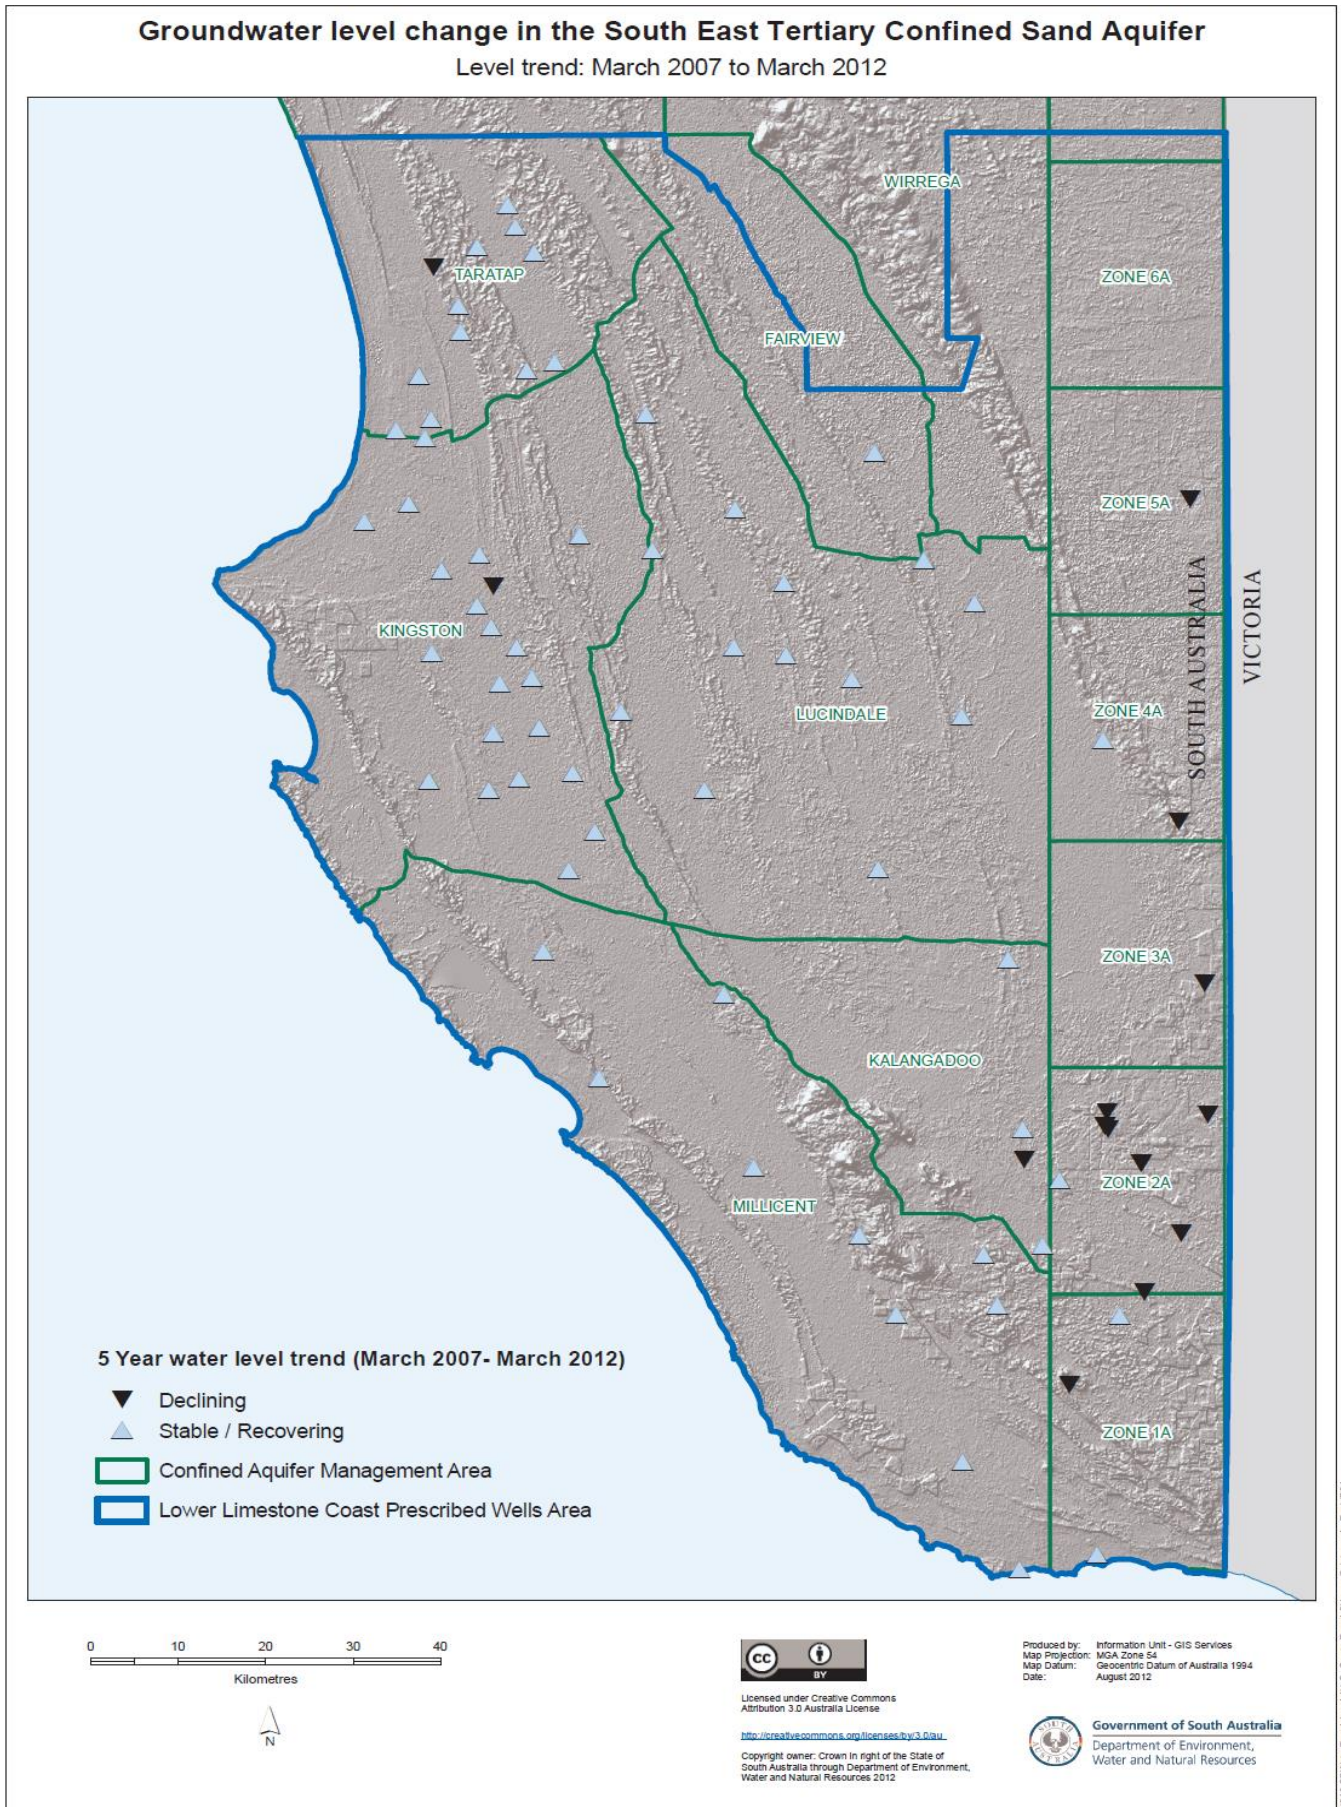 Groundwater level change in the South East Tertiary Confined Sand Aquifer
Level trend: March 2007 to March 2012
WIRREGA
TARATAP
ZONE 6A
FAIRVIEW
ZONE 5A
SOUTH AUSTRALIA
VICTORIA
KINGSTON
LUCINDALE
ZONE 4A
ZONE 3A
KALANGADOO
ZONE 2A
MILLICENT
ZONE 1A
5 Year water level trend (March 2007- March 2012)
Declining
Stable / Recovering
Confined Aquifer Management Area
Lower Limestone Coast Prescribed Wells Area
0 10 20 30 40
Kilometres
N
CC BY
Licensed under Creative Commons
Attribution 3.0 Australia License
http://creativecommons.org/licenses/by/3.0/au
Copyright owner: Crown in right of the State of
South Australia through Department of Environment,
Water and Natural Resources 2012
Produced by: Information Unit - GIS Services
Map Projection: MGA Zone 54
Map Datum: Geocentric Datum of Australia 1994
Date: August 2012
SOUTH AUSTRALIA
Government of South Australia
Department of Environment,
Water and Natural Resources